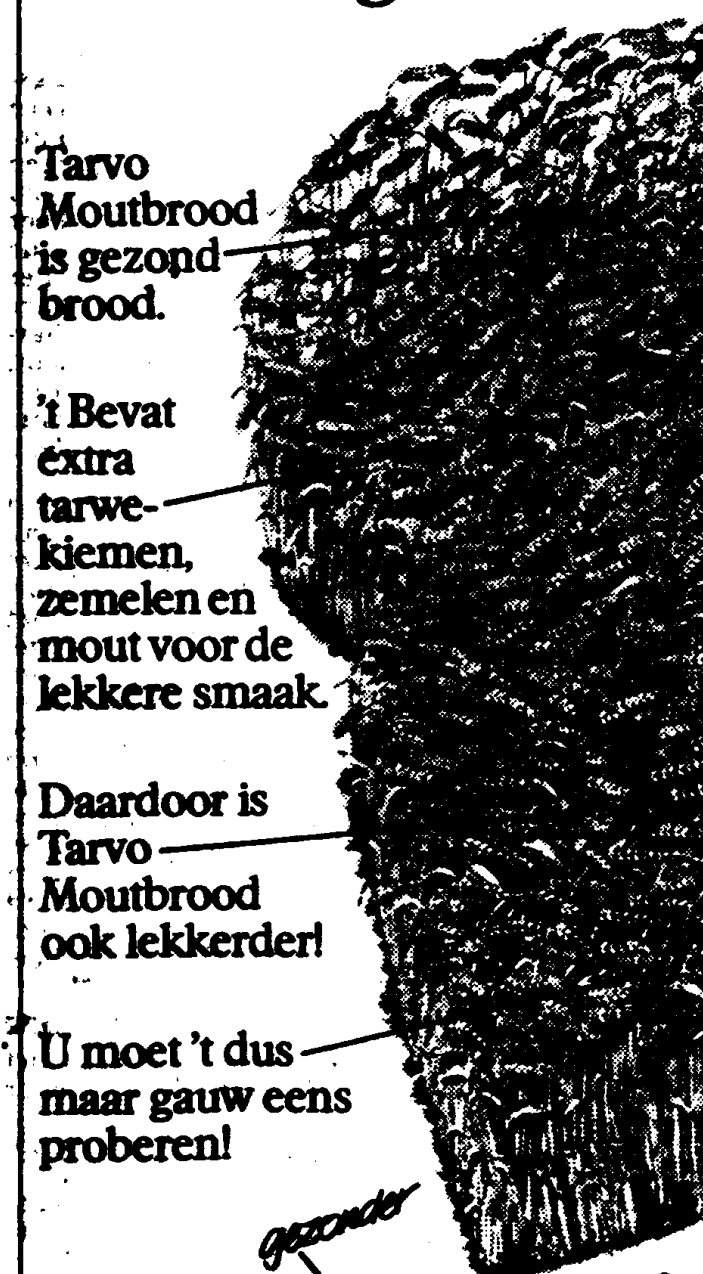 Tarvo
Moutbrood
is gezond
brood.
't Bevat
extra
tarwe-
kiemen,
zemelen en
mout voor de
lekkere smaak.
Daardoor is
Tarvo
Moutbrood
ook lekkerder!
U moet 't dus
maar gauw eens
proberen!
gezonder